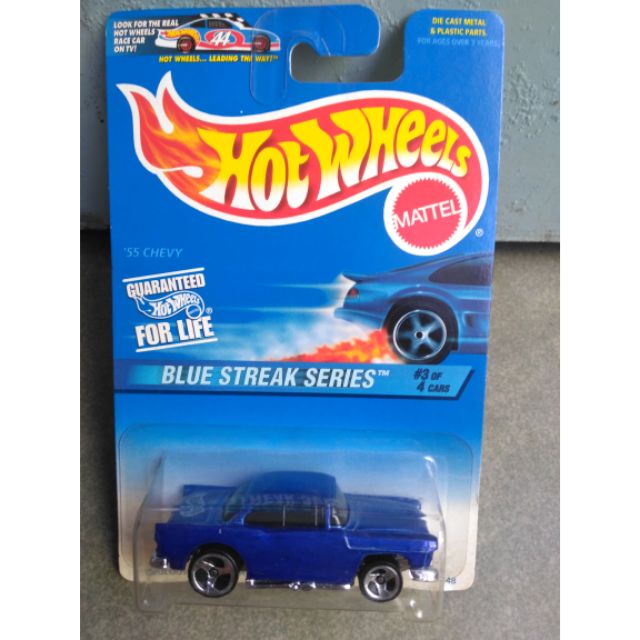 LOOK FOR THE REAL
HOT WHEELS
RACE CAR
ON TV!
44
HOT WHEELS... LEADING THE WAY!™
DIE CAST METAL
& PLASTIC PARTS.
FOR AGES OVER 3 YEARS.
HOT WHEELS
MATTEL
®
'55 CHEVY
GUARANTEED
HOT WHEELS ®
FOR LIFE
BLUE STREAK SERIES™
#3 OF
4 CARS